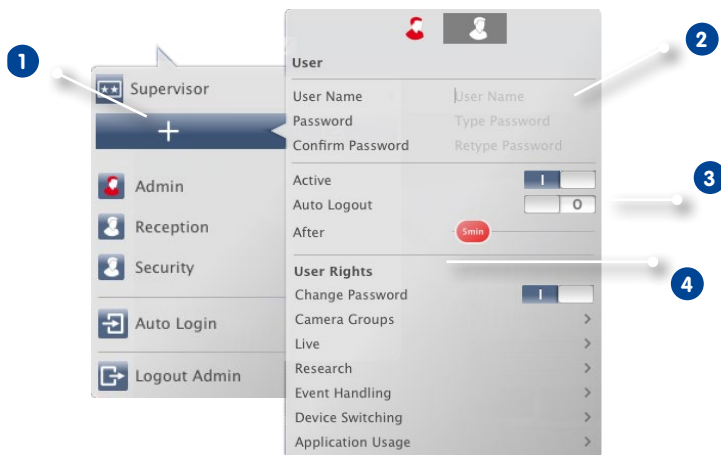 1
Supervisor
+
Admin
Reception
Security
Auto Login
Logout Admin
User
2
User Name User Name
Password Type Password
Confirm Password Retype Password
Active I
Auto Logout O
3
After 5min
4
User Rights
Change Password I
Camera Groups >
Live >
Research >
Event Handling >
Device Switching >
Application Usage >